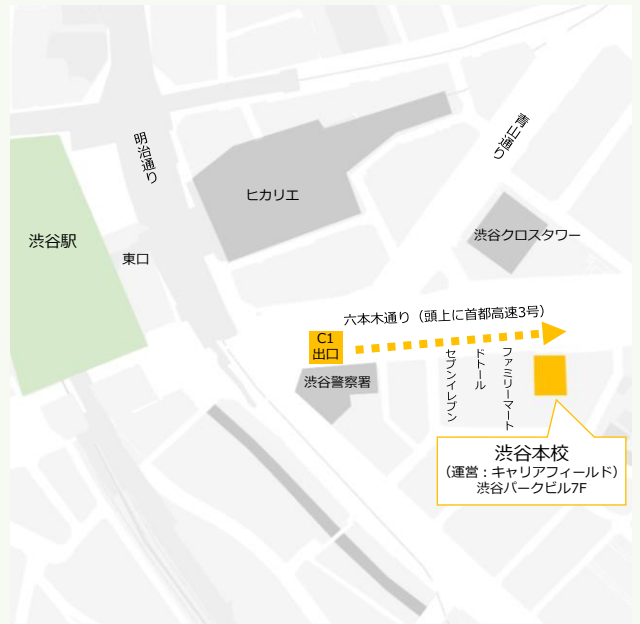 明治通り
青山通り
ヒカリエ
渋谷駅
渋谷クロスタワー
東口
六本木通り（頭上に首都高速3号）
C1
出口
渋谷警察署
セブンイレブン
ドトール
ファミリーマート
渋谷本校
（運営：キャリアフィールド）
渋谷パークビル7F